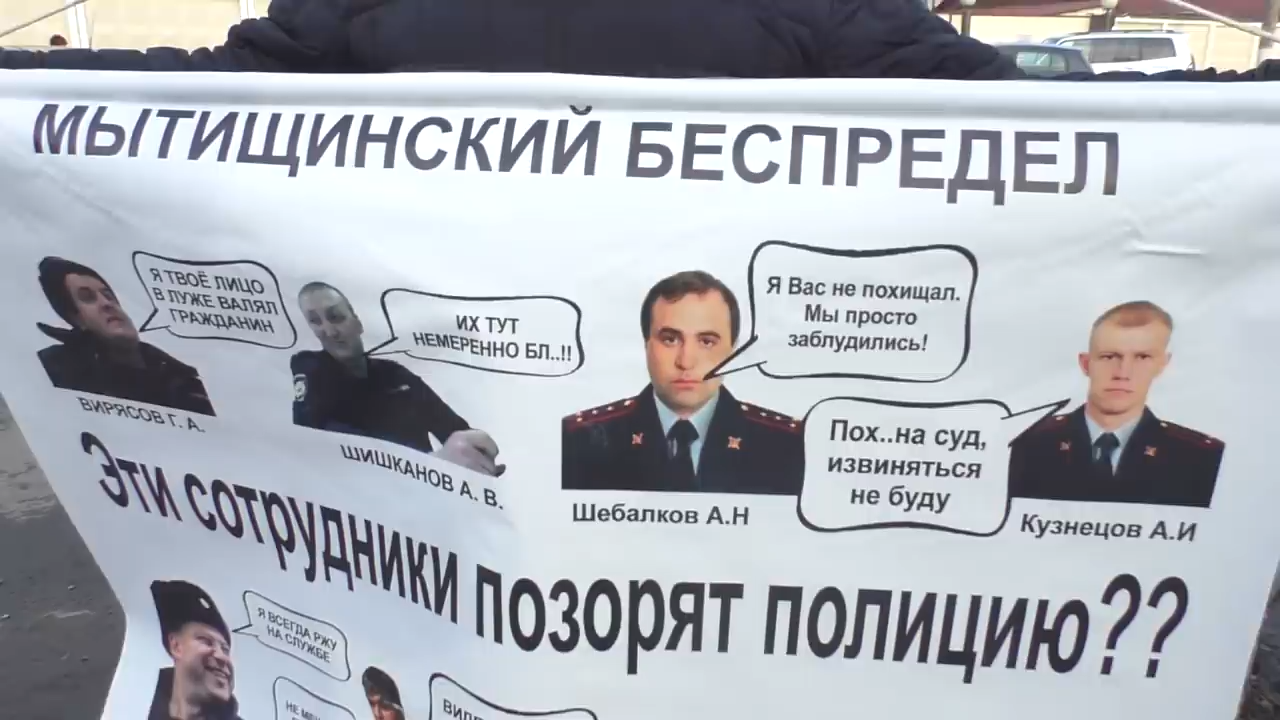 МЫТИЩИНСКИЙ БЕСПРЕДЕЛ
Я ТВОЁ ЛИЦО
В ЛУЖЕ ВАЛЯЛ
ГРАЖДАНИН
ВИРЯСОВ Г. А.
ИХ ТУТ
НЕМЕРЕННО БЛ..!!
ШИШКАНОВ А. В.
Я Вас не похищал.
Мы просто
заблудились!
Шебалков А.Н
Пох..на суд,
извиняться
не буду
Кузнецов А.И
Эти сотрудники позорят полицию??
Я ВСЕГДА РЖУ
НА СЛУЖБЕ
НЕ